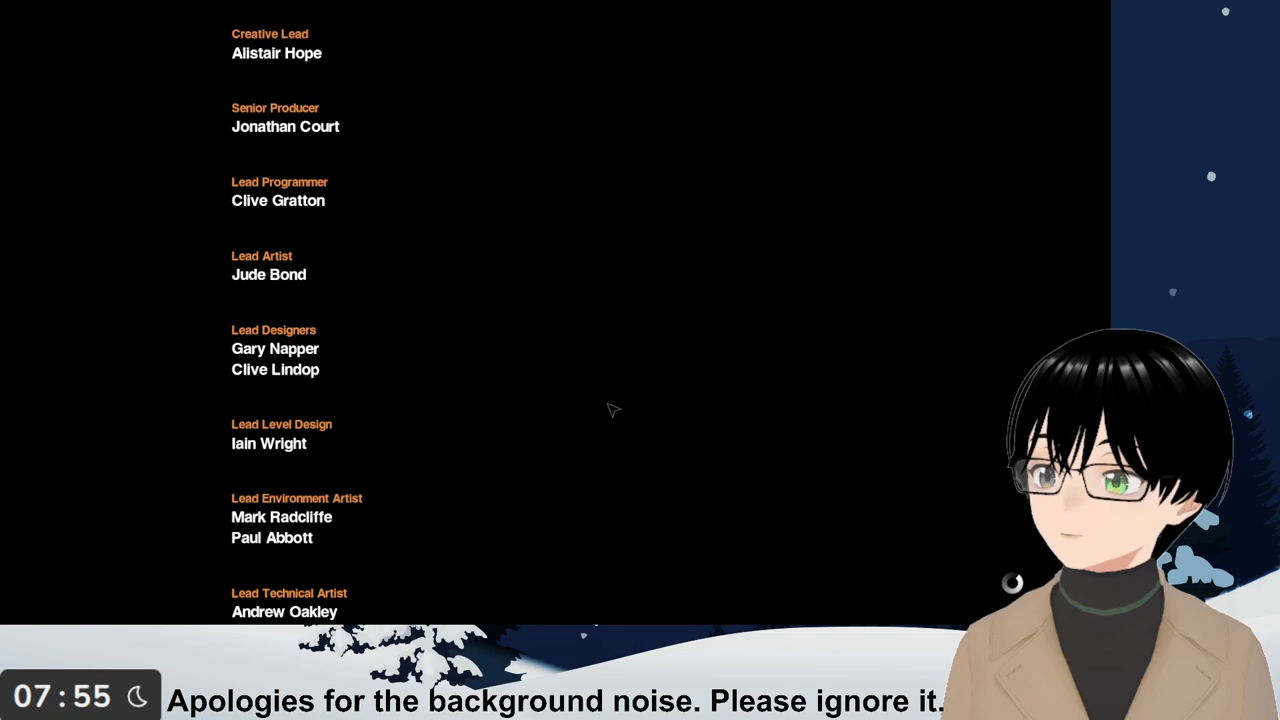 Creative Lead
Alistair Hope
Senior Producer
Jonathan Court
Lead Programmer
Clive Gratton
Lead Artist
Jude Bond
Lead Designers
Gary Napper
Clive Lindop
Lead Level Design
Iain Wright
Lead Environment Artist
Mark Radcliffe
Paul Abbott
Lead Technical Artist
Andrew Oakley
07:55
Apologies for the background noise. Please ignore it.